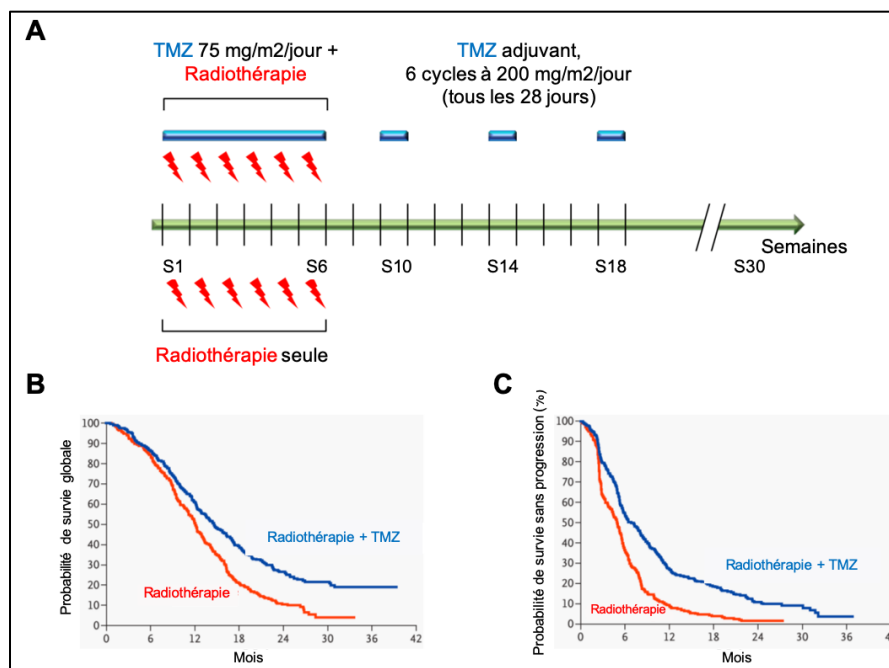 A
TMZ 75 mg/m2/jour +
Radiothérapie
TMZ adjuvant,
6 cycles à 200 mg/m2/jour
(tous les 28 jours)
Semaines
S1 S6 S10 S14 S18 S30
Radiothérapie seule
B
Probabilité de survie globale
100
90
80
70
60
50
40
30
20
10
0
Radiothérapie + TMZ
Radiothérapie
0 6 12 18 24 30 36 42
Mois
C
Probabilité de survie sans progression (%)
100
90
80
70
60
50
40
30
20
10
0
Radiothérapie + TMZ
Radiothérapie
0 6 12 18 24 30 36
Mois